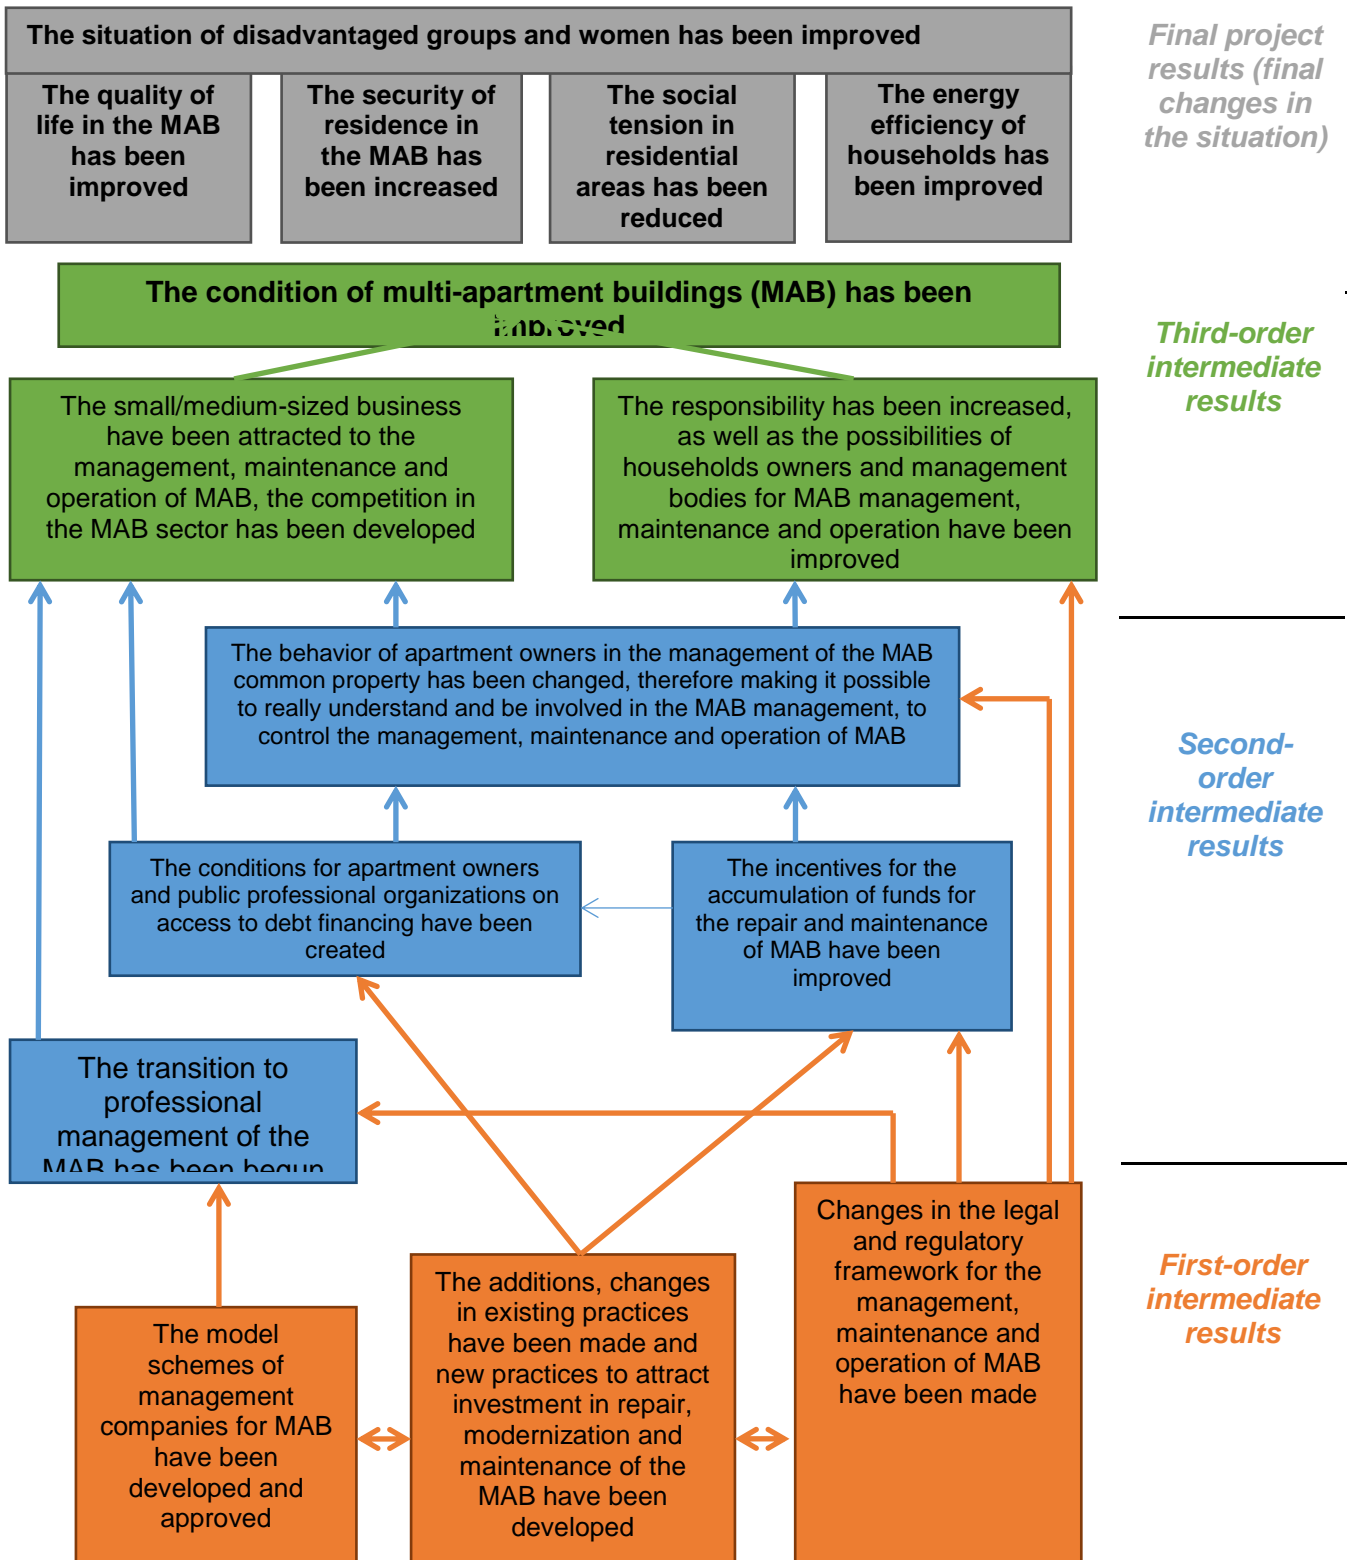 The situation of disadvantaged groups and women has been improved
The quality of
life in the MAB
has been
improved
The security of
residence in
the MAB has
been increased
The social
tension in
residential
areas has been
reduced
The energy
efficiency of
households has
been improved
Final project
results (final
changes in
the situation)
The condition of multi-apartment buildings (MAB) has been
improved
Third-order
intermediate
results
The small/medium-sized business
have been attracted to the
management, maintenance and
operation of MAB, the competition in
the MAB sector has been developed
The responsibility has been increased,
as well as the possibilities of
households owners and management
bodies for MAB management,
maintenance and operation have been
improved
The behavior of apartment owners in the management of the MAB
common property has been changed, therefore making it possible
to really understand and be involved in the MAB management, to
control the management, maintenance and operation of MAB
Second-
order
intermediate
results
The conditions for apartment owners
and public professional organizations on
access to debt financing have been
created
The incentives for the
accumulation of funds for
the repair and maintenance
of MAB have been
improved
The transition to
professional
management of the
MAB has been begun
Changes in the legal
and regulatory
framework for the
management,
maintenance and
operation of MAB
have been made
The additions, changes
in existing practices
have been made and
new practices to attract
investment in repair,
modernization and
maintenance of the
MAB have been
developed
The model
schemes of
management
companies for MAB
have been
developed and
approved
First-order
intermediate
results